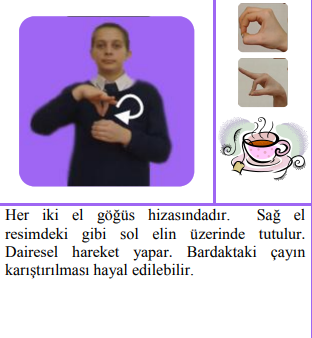 Her iki el göğüs hizasındadır. Sağ el
resimdeki gibi sol elin üzerinde tutulur.
Dairesel hareket yapar. Bardaktaki çayın
karıştırılması hayal edilebilir.